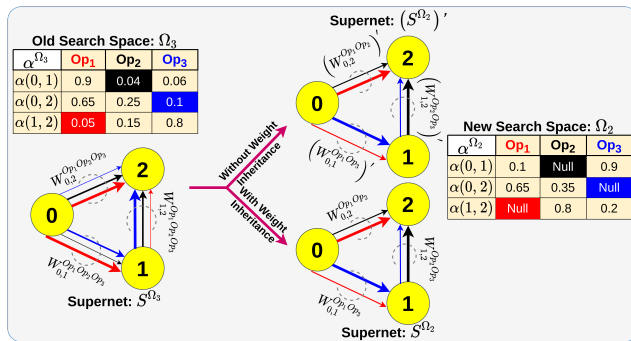 Old Search Space: Ω₃
α^Ω₃ Op₁ Op₂ Op₃
α(0, 1) 0.9 0.04 0.06
α(0, 2) 0.65 0.25 0.1
α(1, 2) 0.05 0.15 0.8
W_{0,2}^{Op₁Op₂Op₃}
0
2
1
W_{1,2}^{Op₁Op₂Op₃}
W_{0,1}^{Op₁Op₂Op₃}
Supernet: S^Ω₃
Without Weight
Inheritance
With Weight
Inheritance
Supernet: (S^Ω₂)′
(W_{0,2}^{Op₁Op₂})′
0
2
1
(W_{1,2}^{Op₂Op₃})′
(W_{0,1}^{Op₁Op₃})′
W_{0,2}^{Op₁Op₂}
0
2
1
W_{1,2}^{Op₂Op₃}
W_{0,1}^{Op₁Op₃}
Supernet: S^Ω₂
New Search Space: Ω₂
α^Ω₂ Op₁ Op₂ Op₃
α(0, 1) 0.1 Null 0.9
α(0, 2) 0.65 0.35 Null
α(1, 2) Null 0.8 0.2